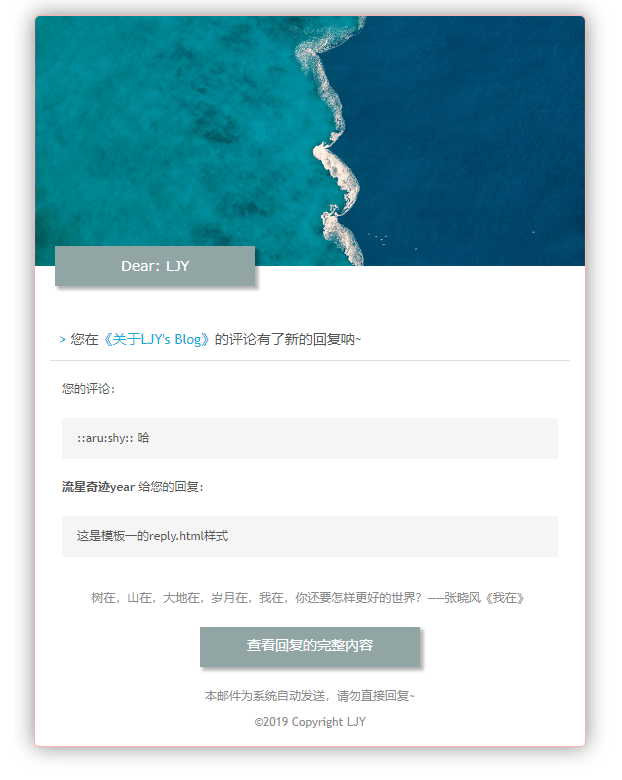 Dear: LJY
> 您在《关于LJY's Blog》的评论有了新的回复呐~
您的评论：
::aru:shy:: 哈
流星奇迹year 给您的回复：
这是模板一的reply.html样式
树在，山在，大地在，岁月在，我在，你还要怎样更好的世界？——张晓风《我在》
查看回复的完整内容
本邮件为系统自动发送，请勿直接回复~
©2019 Copyright LJY